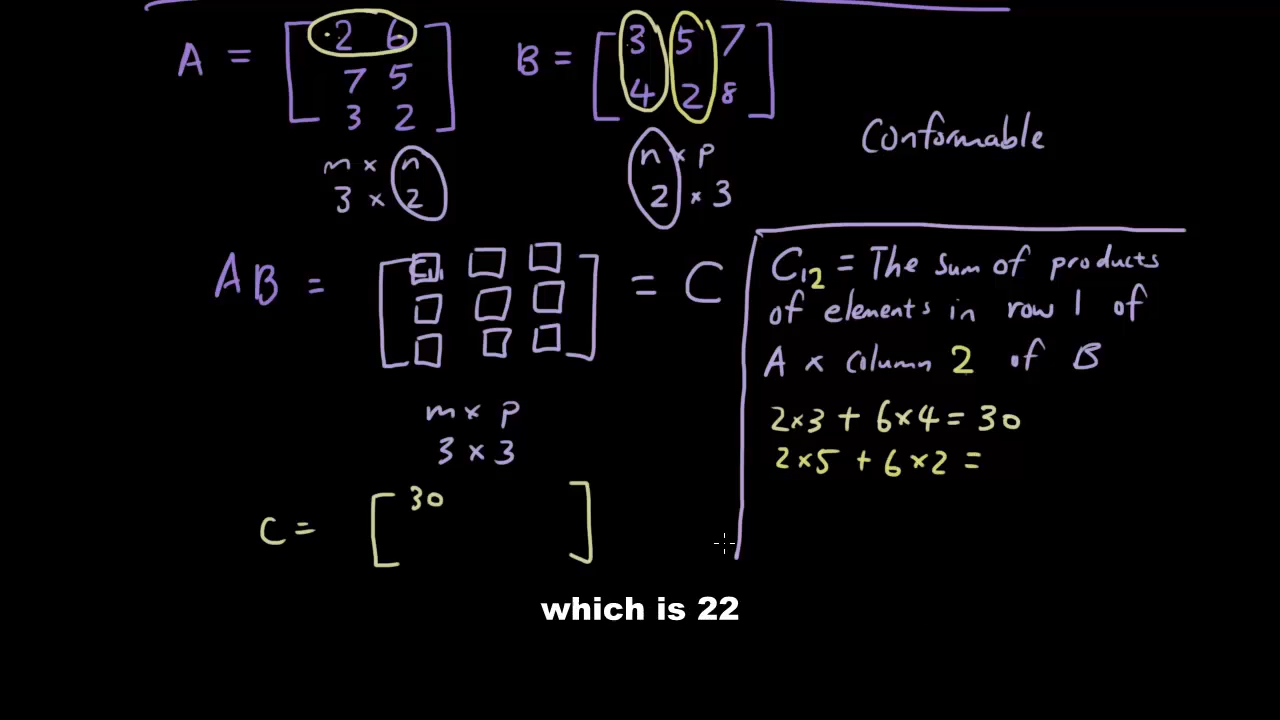 A = [ 2 6 B = [ 3 5 7
7 5 4 2 8 ]
3 2 ]
Conformable
m × n n × p
3 × 2 2 × 3
AB = [ C11 ] = C
m × p
3 × 3
C = [ 30 ]
C12 = The sum of products
of elements in row 1 of
A × column 2 of B
2×3 + 6×4 = 30
2×5 + 6×2 =
which is 22